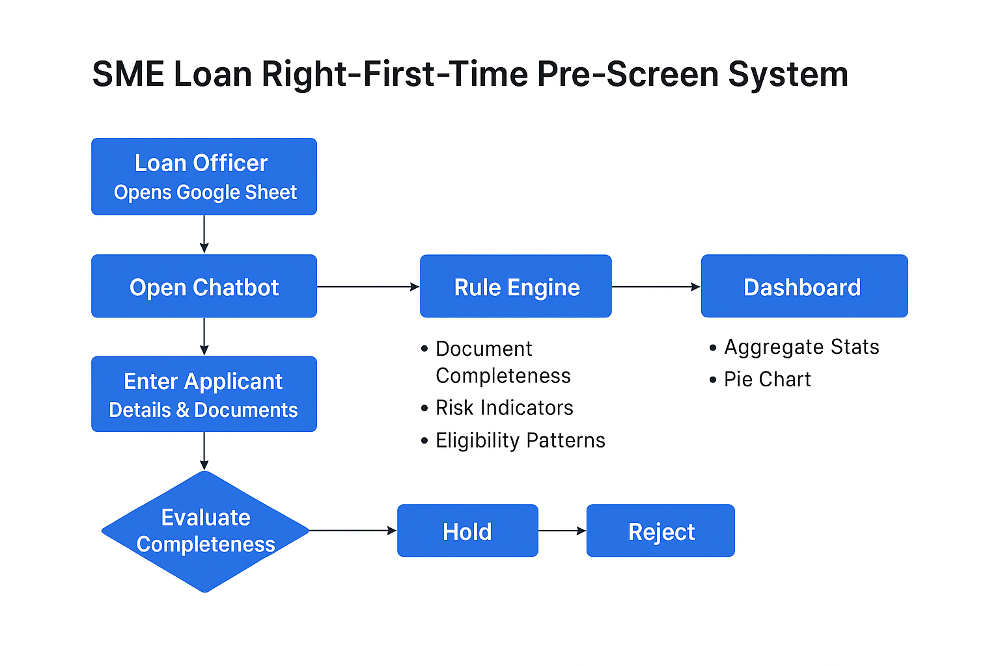 SME Loan Right-First-Time Pre-Screen System
Loan Officer
Opens Google Sheet
Open Chatbot
Rule Engine
Dashboard
• Document
Completeness
• Risk Indicators
• Eligibility Patterns
• Aggregate Stats
• Pie Chart
Enter Applicant
Details & Documents
Evaluate
Completeness
Hold
Reject